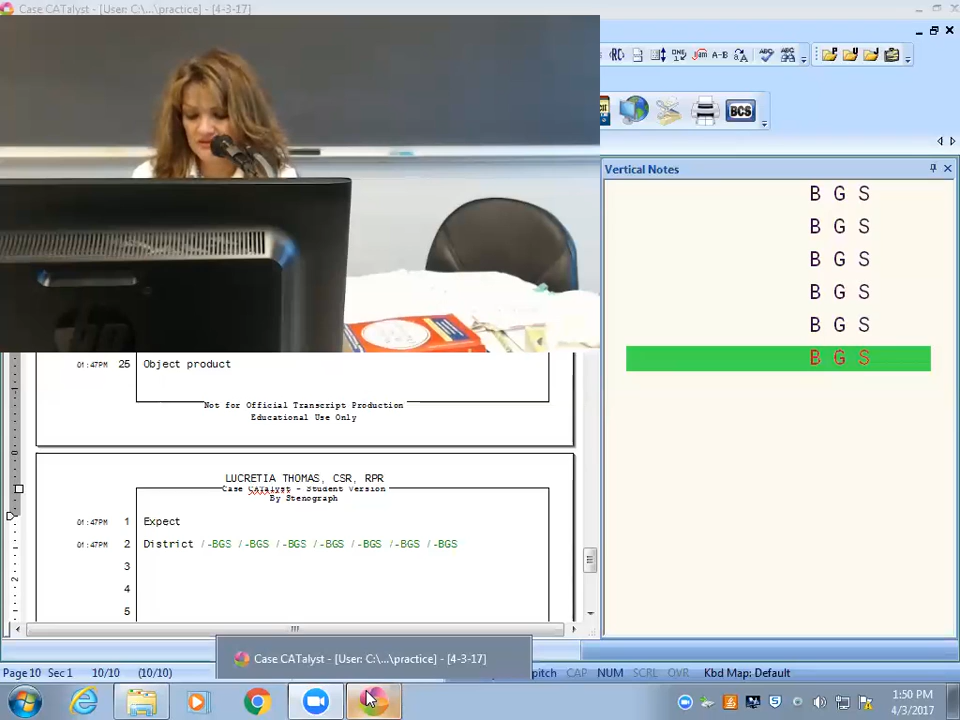 Case CATalyst - [User: C:\...\practice] - [4-3-17]
BCS
Vertical Notes
B G S
B G S
B G S
B G S
B G S
B G S
01:47PM 25 Object product
Not for Official Transcript Production
Educational Use Only
LUCRETIA THOMAS, CSR, RPR
Case CATalyst - Student Version
By Stenograph
01:47PM 1 Expect
01:47PM 2 District /-BGS /-BGS /-BGS /-BGS /-BGS /-BGS /-BGS
3
4
5
2
Case CATalyst - [User: C:\...\practice] - [4-3-17]
Page 10 Sec 1 10/10 (10/10) pitch CAP NUM SCRL OVR Kbd Map: Default
1:50 PM
4/3/2017